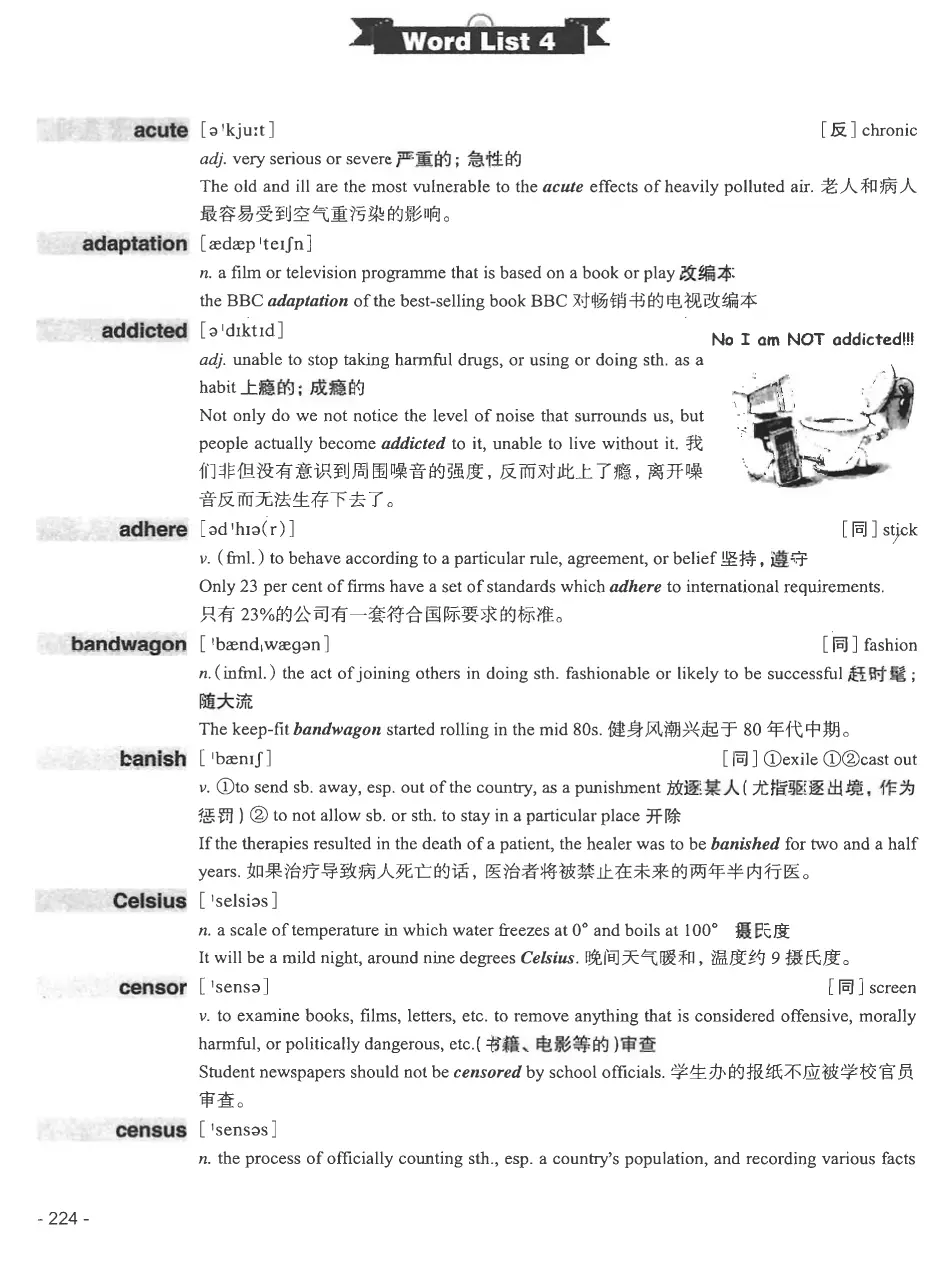 Word List 4
acute [əˈkjuːt] [反] chronic
adj. very serious or severe 严重的；急性的
The old and ill are the most vulnerable to the acute effects of heavily polluted air. 老人和病人
最容易受到空气重污染的影响。
adaptation [ædæpˈteɪʃn]
n. a film or television programme that is based on a book or play 改编本
the BBC adaptation of the best-selling book BBC 对畅销书的电视改编本
addicted [əˈdɪktɪd]
No I am NOT addicted!!!
adj. unable to stop taking harmful drugs, or using or doing sth. as a
habit 上瘾的；成瘾的
Not only do we not notice the level of noise that surrounds us, but
people actually become addicted to it, unable to live without it. 我
们非但没有意识到周围噪音的强度，反而对此上了瘾，离开噪
音反而无法生存下去了。
adhere [ədˈhɪə(r)] [同] stick
v. (fml.) to behave according to a particular rule, agreement, or belief 坚持，遵守
Only 23 per cent of firms have a set of standards which adhere to international requirements.
只有 23%的公司有一套符合国际要求的标准。
bandwagon [ˈbændˌwægən] [同] fashion
n.(infml.) the act of joining others in doing sth. fashionable or likely to be successful 赶时髦；
随大流
The keep-fit bandwagon started rolling in the mid 80s. 健身风潮兴起于 80 年代中期。
banish [ˈbænɪʃ] [同] ①exile ①②cast out
v. ①to send sb. away, esp. out of the country, as a punishment 放逐某人(尤指驱逐出境，作为
惩罚) ② to not allow sb. or sth. to stay in a particular place 开除
If the therapies resulted in the death of a patient, the healer was to be banished for two and a half
years. 如果治疗导致病人死亡的话，医治者将被禁止在未来的两年半内行医。
Celsius [ˈselsiəs]
n. a scale of temperature in which water freezes at 0° and boils at 100° 摄氏度
It will be a mild night, around nine degrees Celsius. 晚间天气暖和，温度约 9 摄氏度。
censor [ˈsensə] [同] screen
v. to examine books, films, letters, etc. to remove anything that is considered offensive, morally
harmful, or politically dangerous, etc.(书籍、电影等的)审查
Student newspapers should not be censored by school officials. 学生办的报纸不应被学校官员
审查。
census [ˈsensəs]
n. the process of officially counting sth., esp. a country's population, and recording various facts
- 224 -